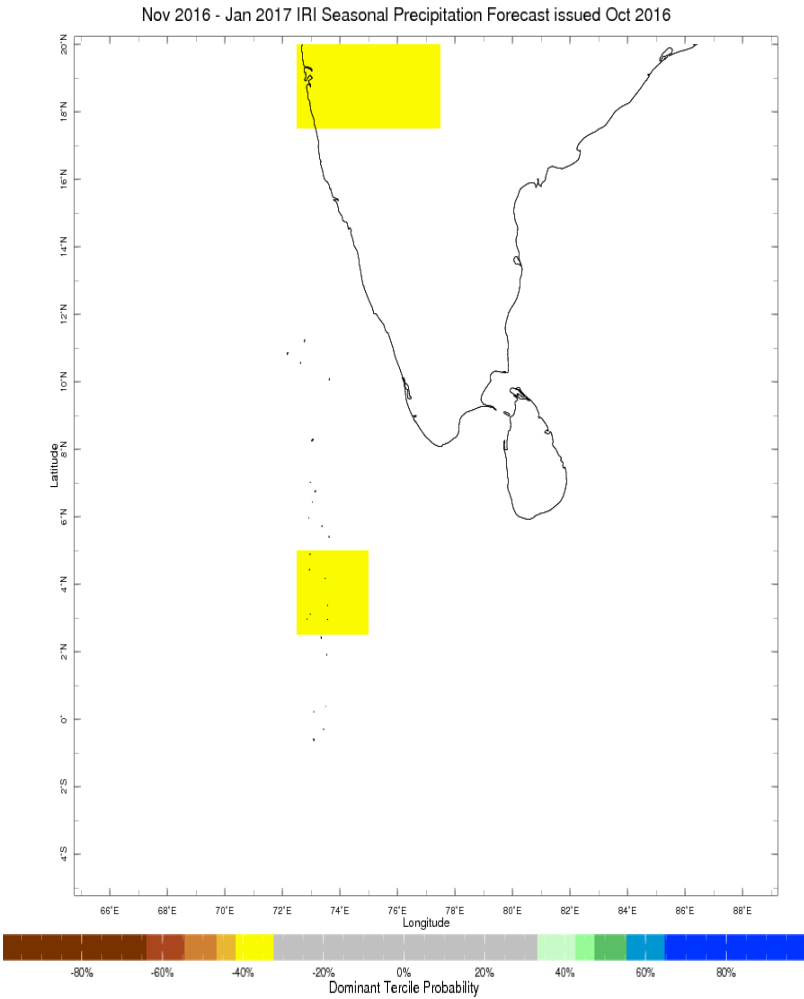 Nov 2016 - Jan 2017 IRI Seasonal Precipitation Forecast issued Oct 2016
20°N
18°N
16°N
14°N
12°N
10°N
8°N
6°N
4°N
2°N
0°
2°S
4°S
Latitude
66°E 68°E 70°E 72°E 74°E 76°E 78°E 80°E 82°E 84°E 86°E 88°E
Longitude
-80% -60% -40% -20% 0% 20% 40% 60% 80%
Dominant Tercile Probability